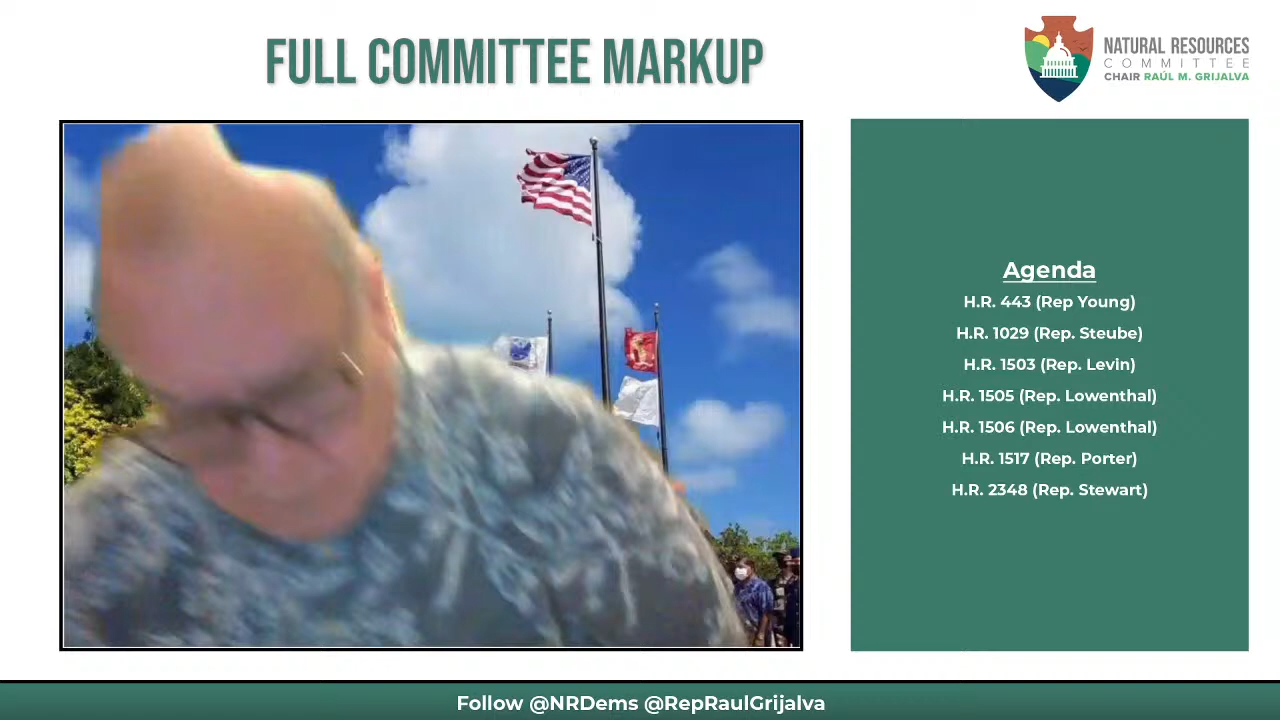 FULL COMMITTEE MARKUP
NATURAL RESOURCES
COMMITTEE
CHAIR RAÚL M. GRIJALVA
Agenda
H.R. 443 (Rep Young)
H.R. 1029 (Rep. Steube)
H.R. 1503 (Rep. Levin)
H.R. 1505 (Rep. Lowenthal)
H.R. 1506 (Rep. Lowenthal)
H.R. 1517 (Rep. Porter)
H.R. 2348 (Rep. Stewart)
Follow @NRDems @RepRaulGrijalva